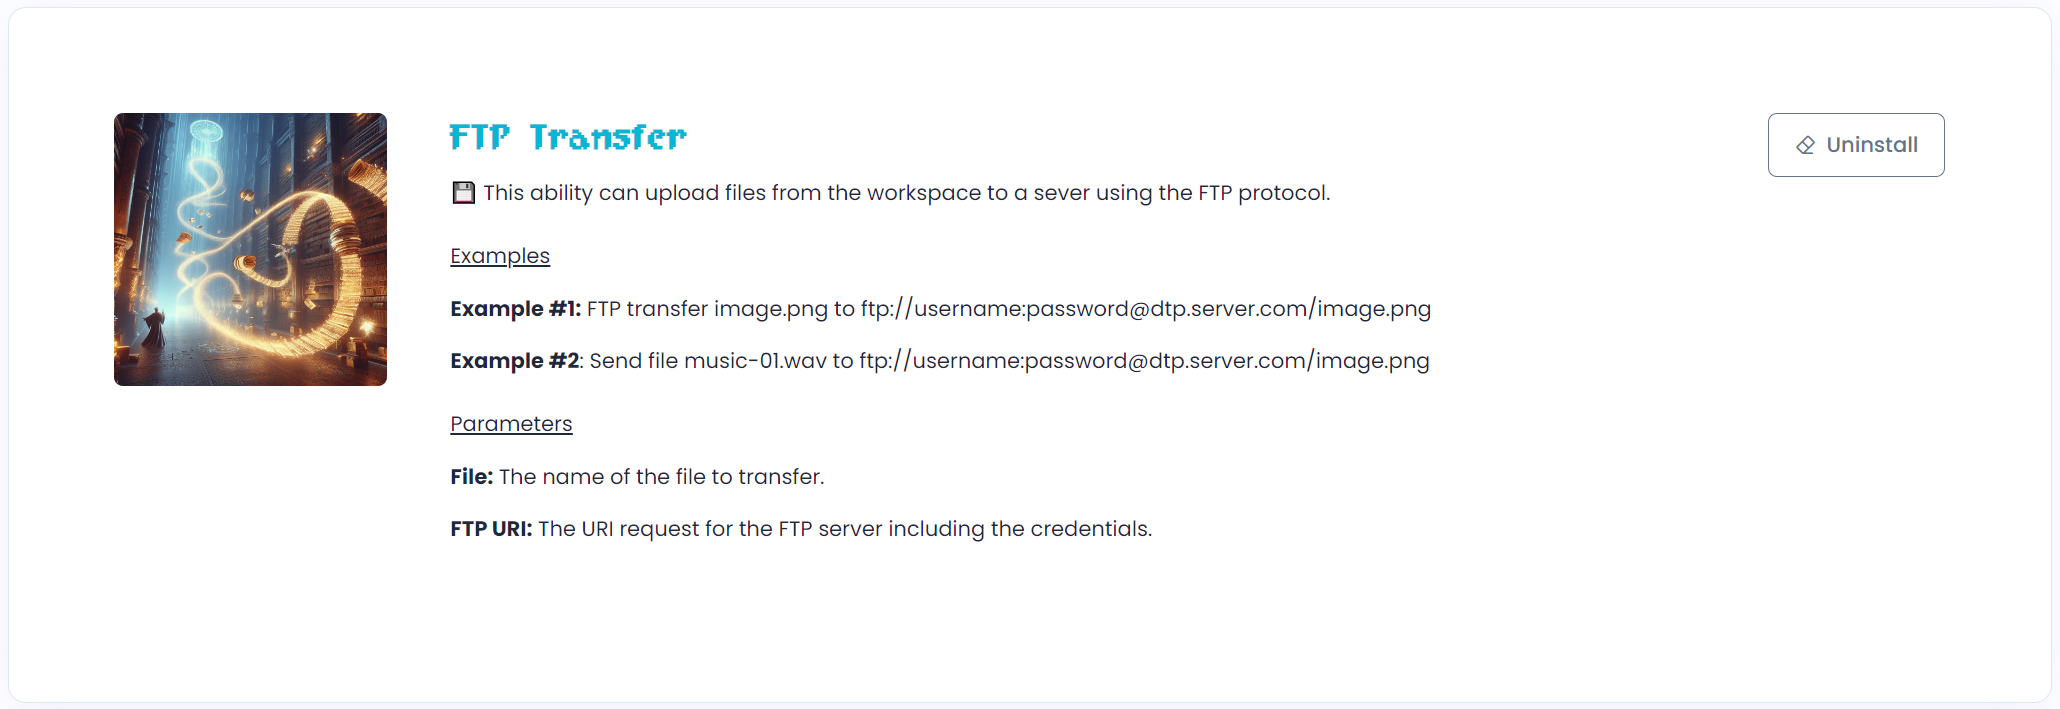 FTP Transfer
Uninstall
💾 This ability can upload files from the workspace to a sever using the FTP protocol.
Examples
Example #1: FTP transfer image.png to ftp://username:password@dtp.server.com/image.png
Example #2: Send file music-01.wav to ftp://username:password@dtp.server.com/image.png
Parameters
File: The name of the file to transfer.
FTP URI: The URI request for the FTP server including the credentials.